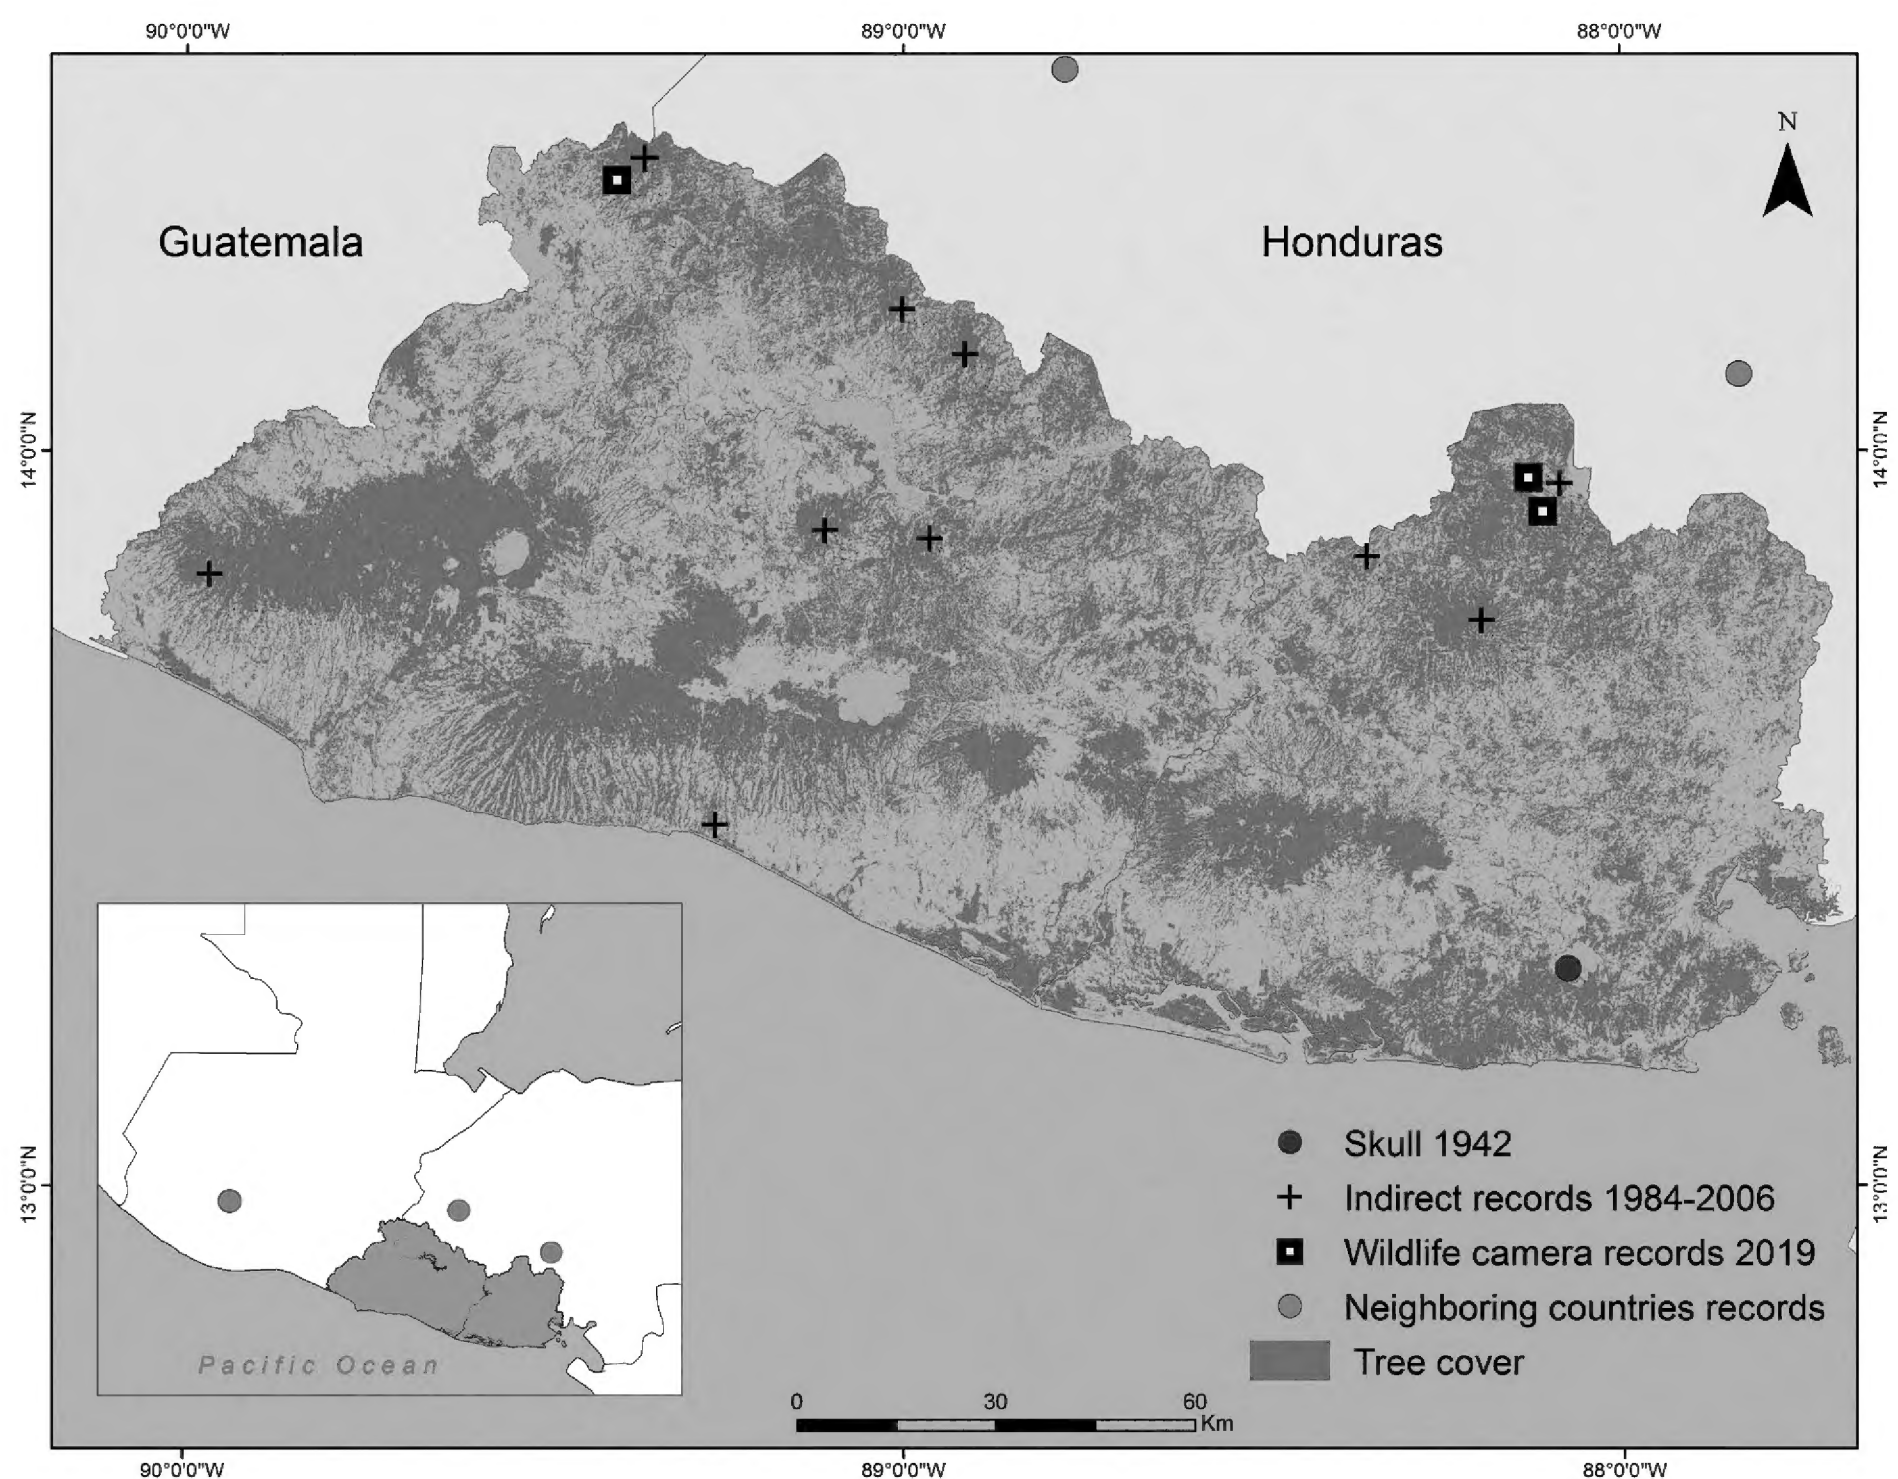 90°0'0"W 89°0'0"W 88°0'0"W
N
Guatemala Honduras
14°0'0"N 14°0'0"N
Skull 1942
13°0'0"N 13°0'0"N
Indirect records 1984-2006
Wildlife camera records 2019
Neighboring countries records
Pacific Ocean
Tree cover
0 30 60
Km
90°0'0"W 89°0'0"W 88°0'0"W